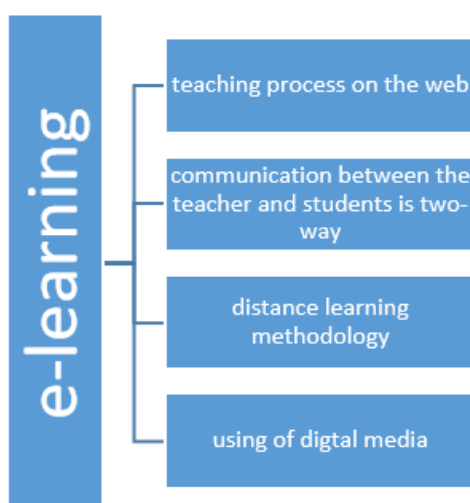 e-learning
teaching process on the web
communication between the
teacher and students is two-
way
distance learning
methodology
using of digtal media